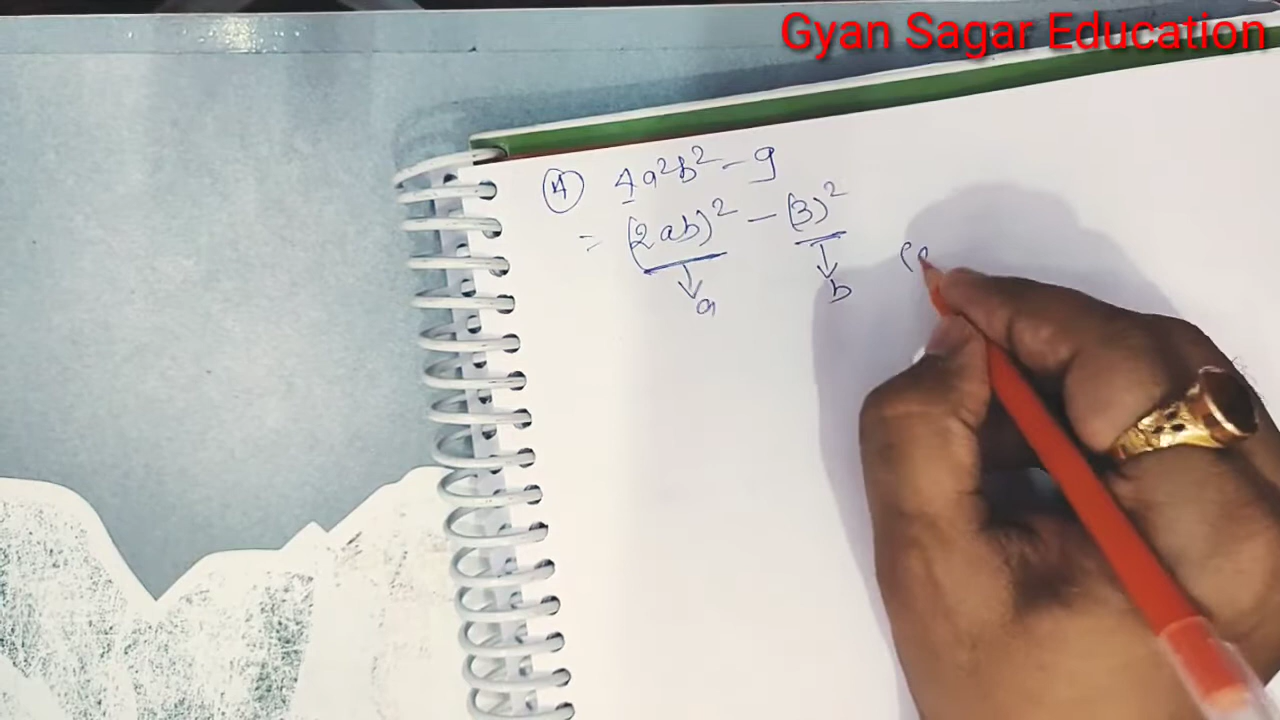 Gyan Sagar Education
(4) 4a²b² - 9
= (2ab)² - (3)²
a b
(a